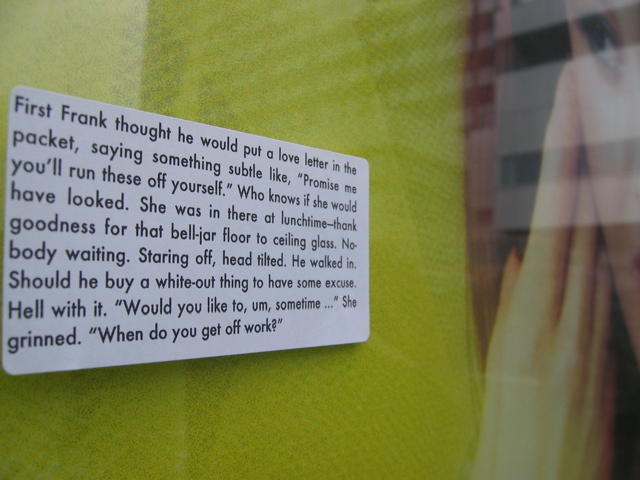 First Frank thought he would put a love letter in the
packet, saying something subtle like, “Promise me
you’ll run these off yourself.” Who knows if she would
have looked. She was in there at lunchtime—thank
goodness for that bell-jar floor to ceiling glass. No-
body waiting. Staring off, head tilted. He walked in.
Should he buy a white-out thing to have some excuse.
Hell with it. “Would you like to, um, sometime ...” She
grinned. “When do you get off work?”